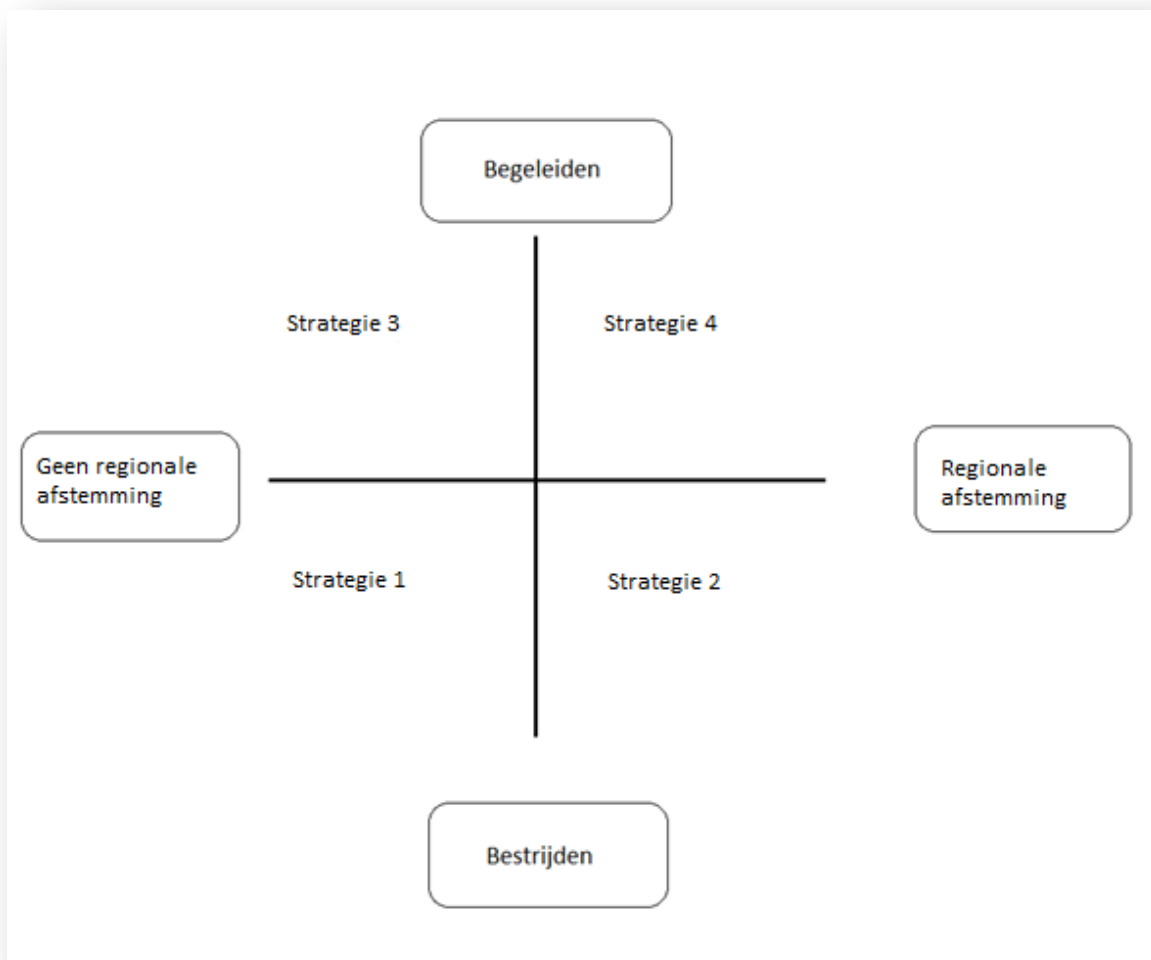 Begeleiden
Strategie 3
Strategie 4
Geen regionale
afstemming
Regionale
afstemming
Strategie 1
Strategie 2
Bestrijden